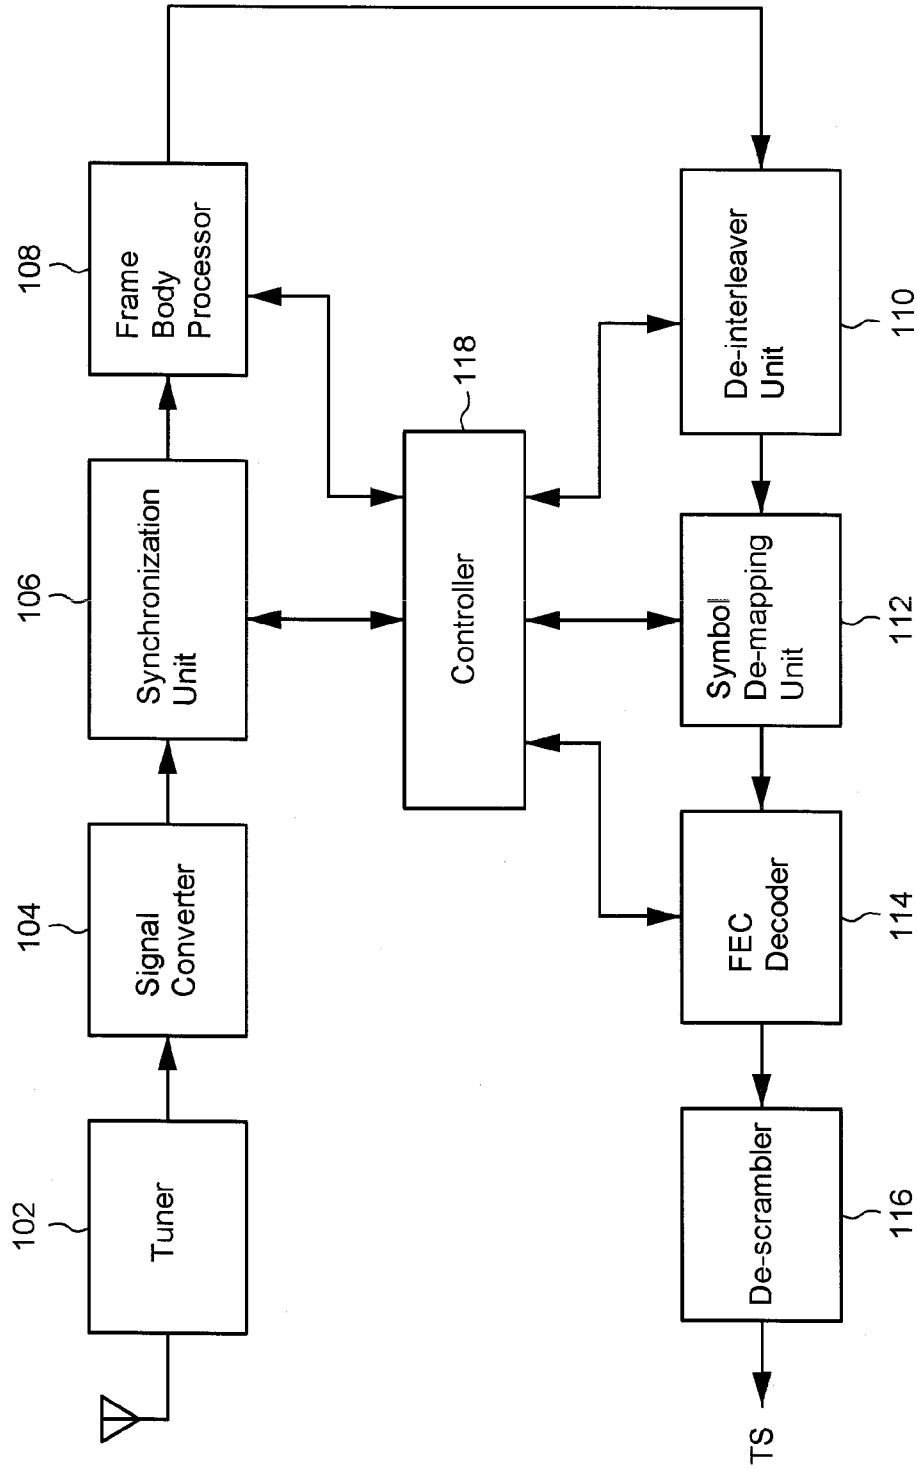 102
Tuner
104
Signal
Converter
106
Synchronization
Unit
108
Frame
Body
Processor
118
Controller
TS
De-scrambler
116
FEC
Decoder
114
Symbol
De-mapping
Unit
112
De-interleaver
Unit
110